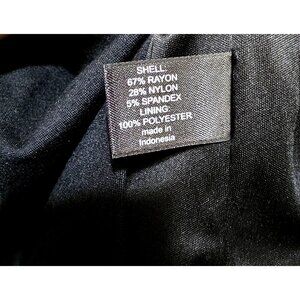 SHELL:
67% RAYON
28% NYLON
5% SPANDEX
LINING:
100% POLYESTER
made in
Indonesia